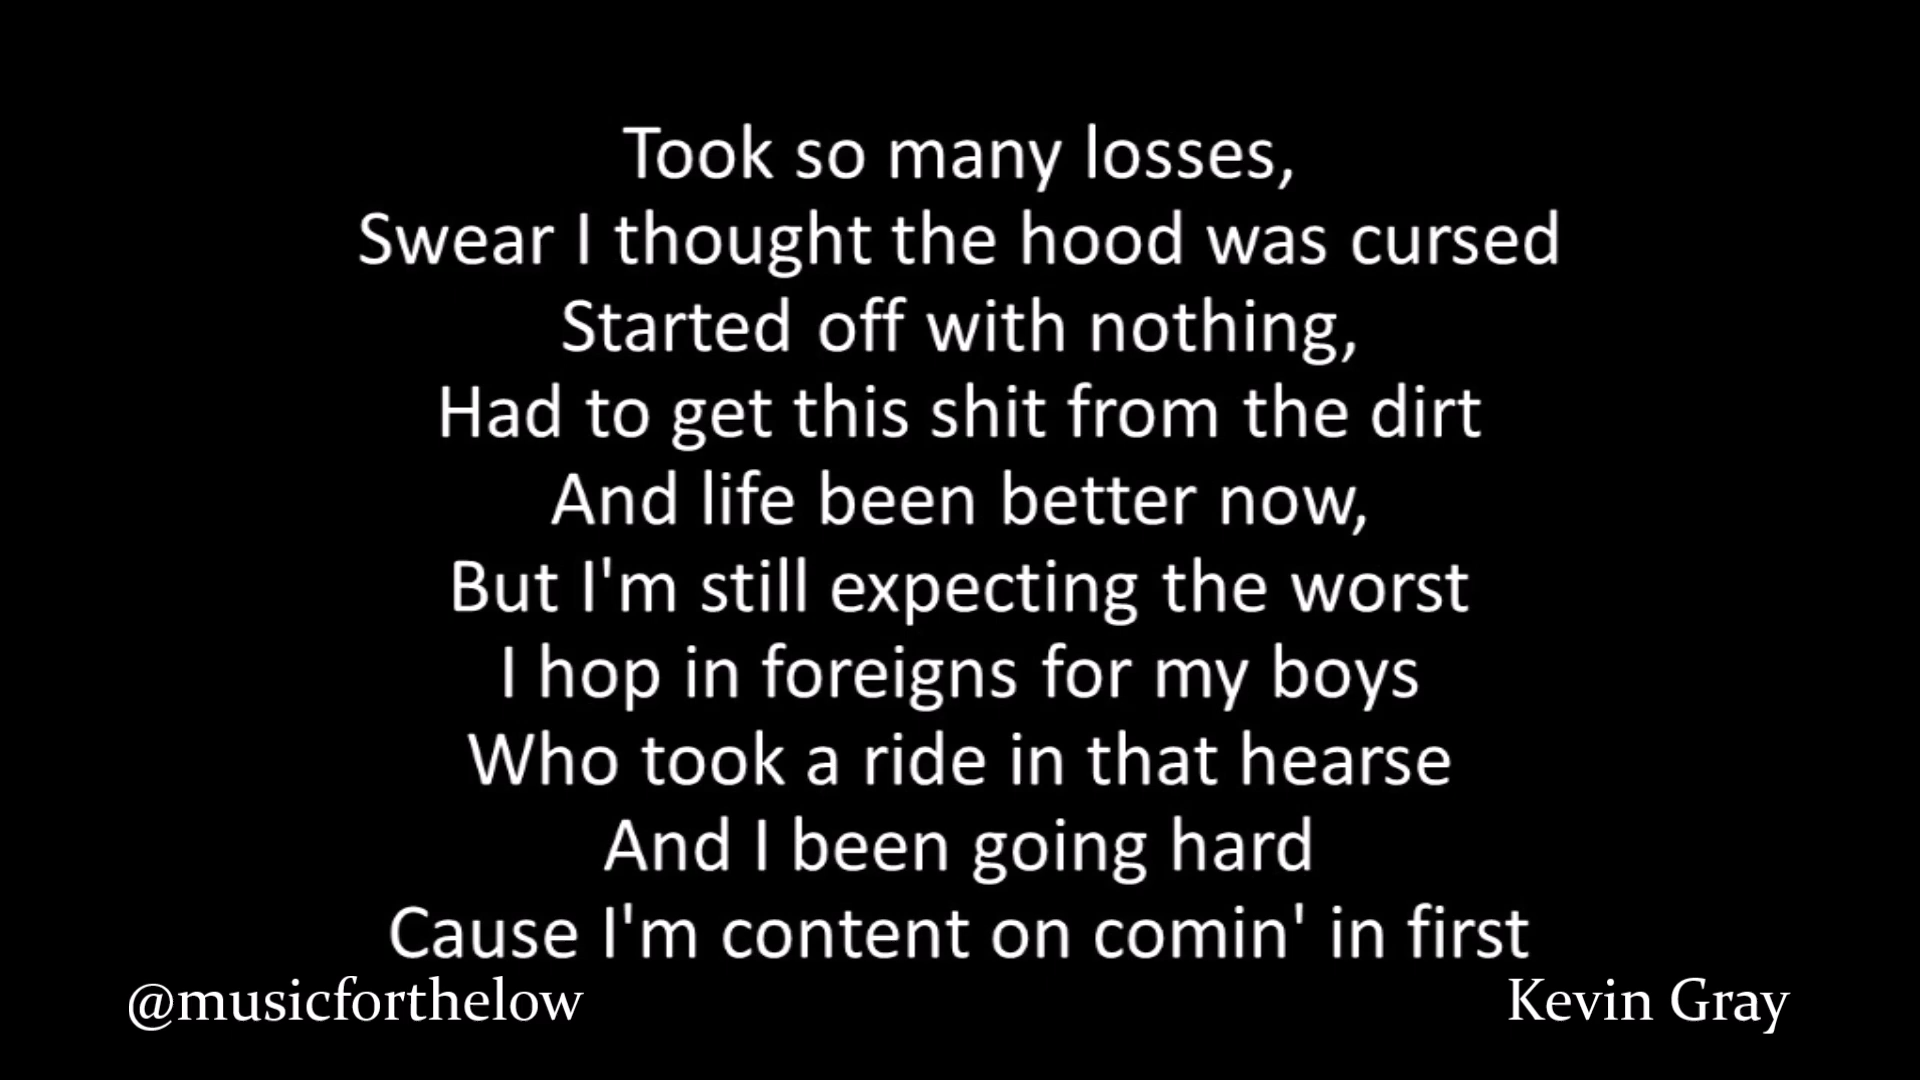 Took so many losses,
Swear I thought the hood was cursed
Started off with nothing,
Had to get this shit from the dirt
And life been better now,
But I'm still expecting the worst
I hop in foreigns for my boys
Who took a ride in that hearse
And I been going hard
Cause I'm content on comin' in first
@musicforthelow
Kevin Gray